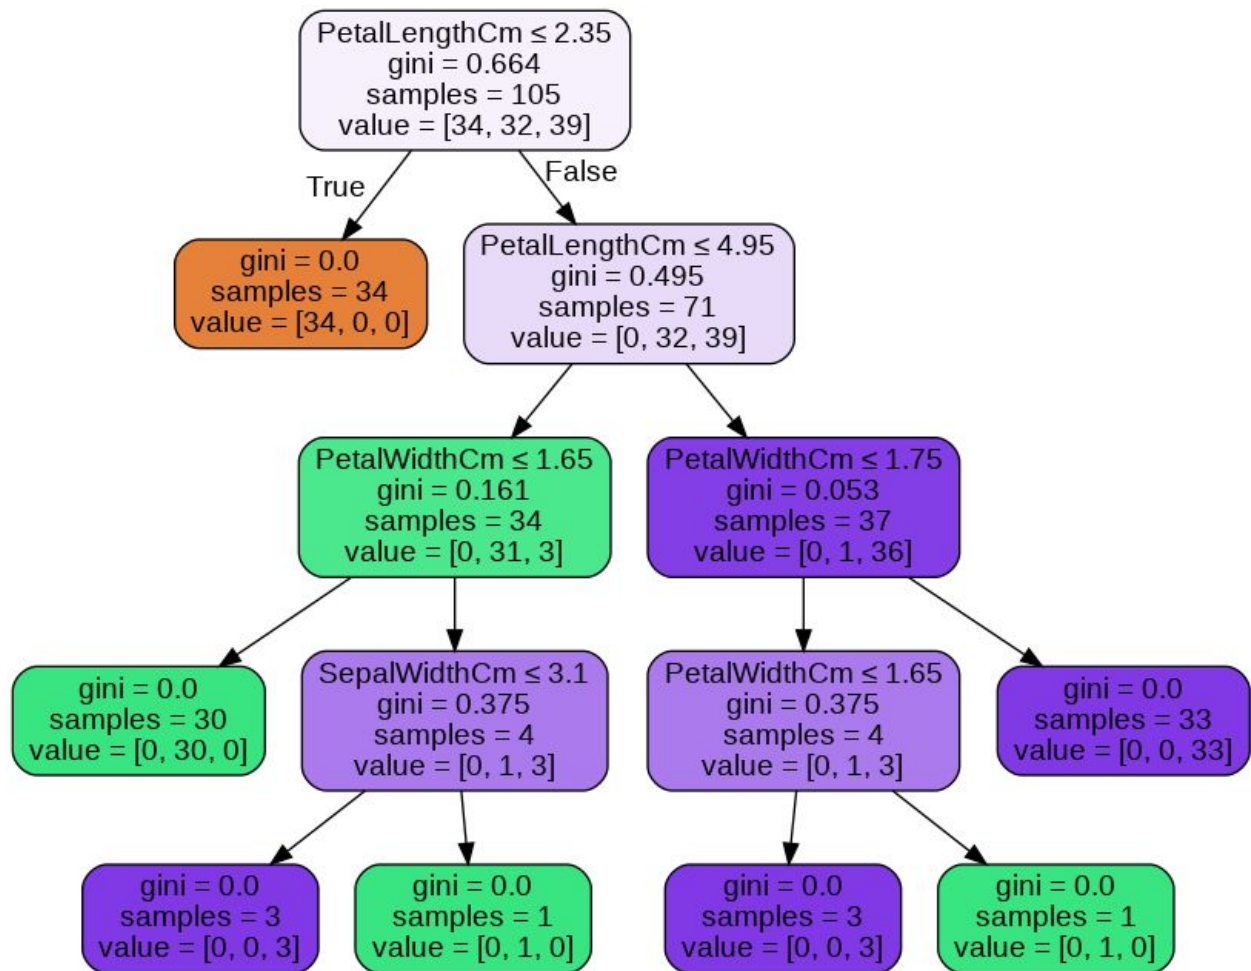 PetalLengthCm ≤ 2.35
gini = 0.664
samples = 105
value = [34, 32, 39]
True
False
gini = 0.0
samples = 34
value = [34, 0, 0]
PetalLengthCm ≤ 4.95
gini = 0.495
samples = 71
value = [0, 32, 39]
PetalWidthCm ≤ 1.65
gini = 0.161
samples = 34
value = [0, 31, 3]
PetalWidthCm ≤ 1.75
gini = 0.053
samples = 37
value = [0, 1, 36]
gini = 0.0
samples = 30
value = [0, 30, 0]
SepalWidthCm ≤ 3.1
gini = 0.375
samples = 4
value = [0, 1, 3]
PetalWidthCm ≤ 1.65
gini = 0.375
samples = 4
value = [0, 1, 3]
gini = 0.0
samples = 33
value = [0, 0, 33]
gini = 0.0
samples = 3
value = [0, 0, 3]
gini = 0.0
samples = 1
value = [0, 1, 0]
gini = 0.0
samples = 3
value = [0, 0, 3]
gini = 0.0
samples = 1
value = [0, 1, 0]